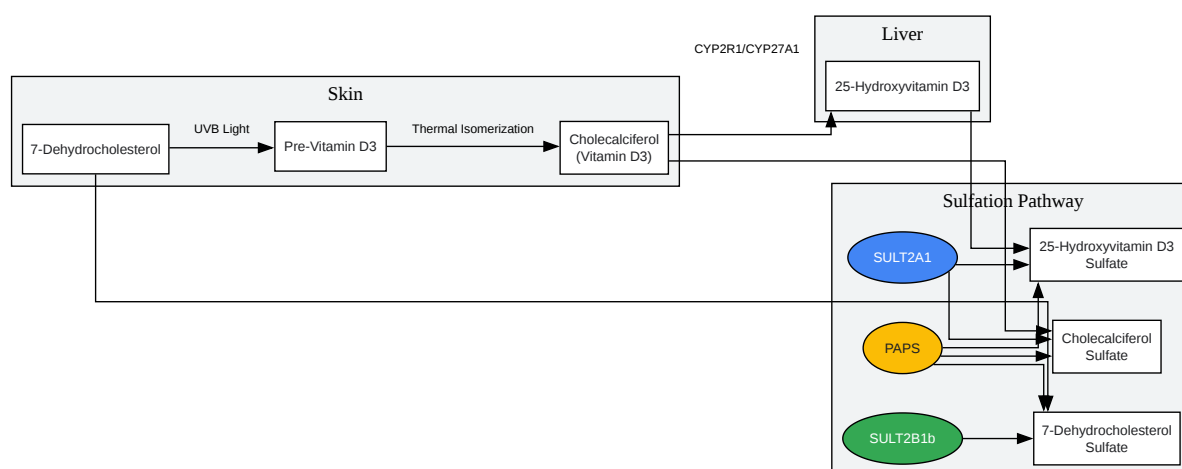 Liver
CYP2R1/CYP27A1
25-Hydroxyvitamin D3
Skin
UVB Light
Thermal Isomerization
7-Dehydrocholesterol
Pre-Vitamin D3
Cholecalciferol
(Vitamin D3)
Sulfation Pathway
SULT2A1
25-Hydroxyvitamin D3
Sulfate
PAPS
Cholecalciferol
Sulfate
SULT2B1b
7-Dehydrocholesterol
Sulfate